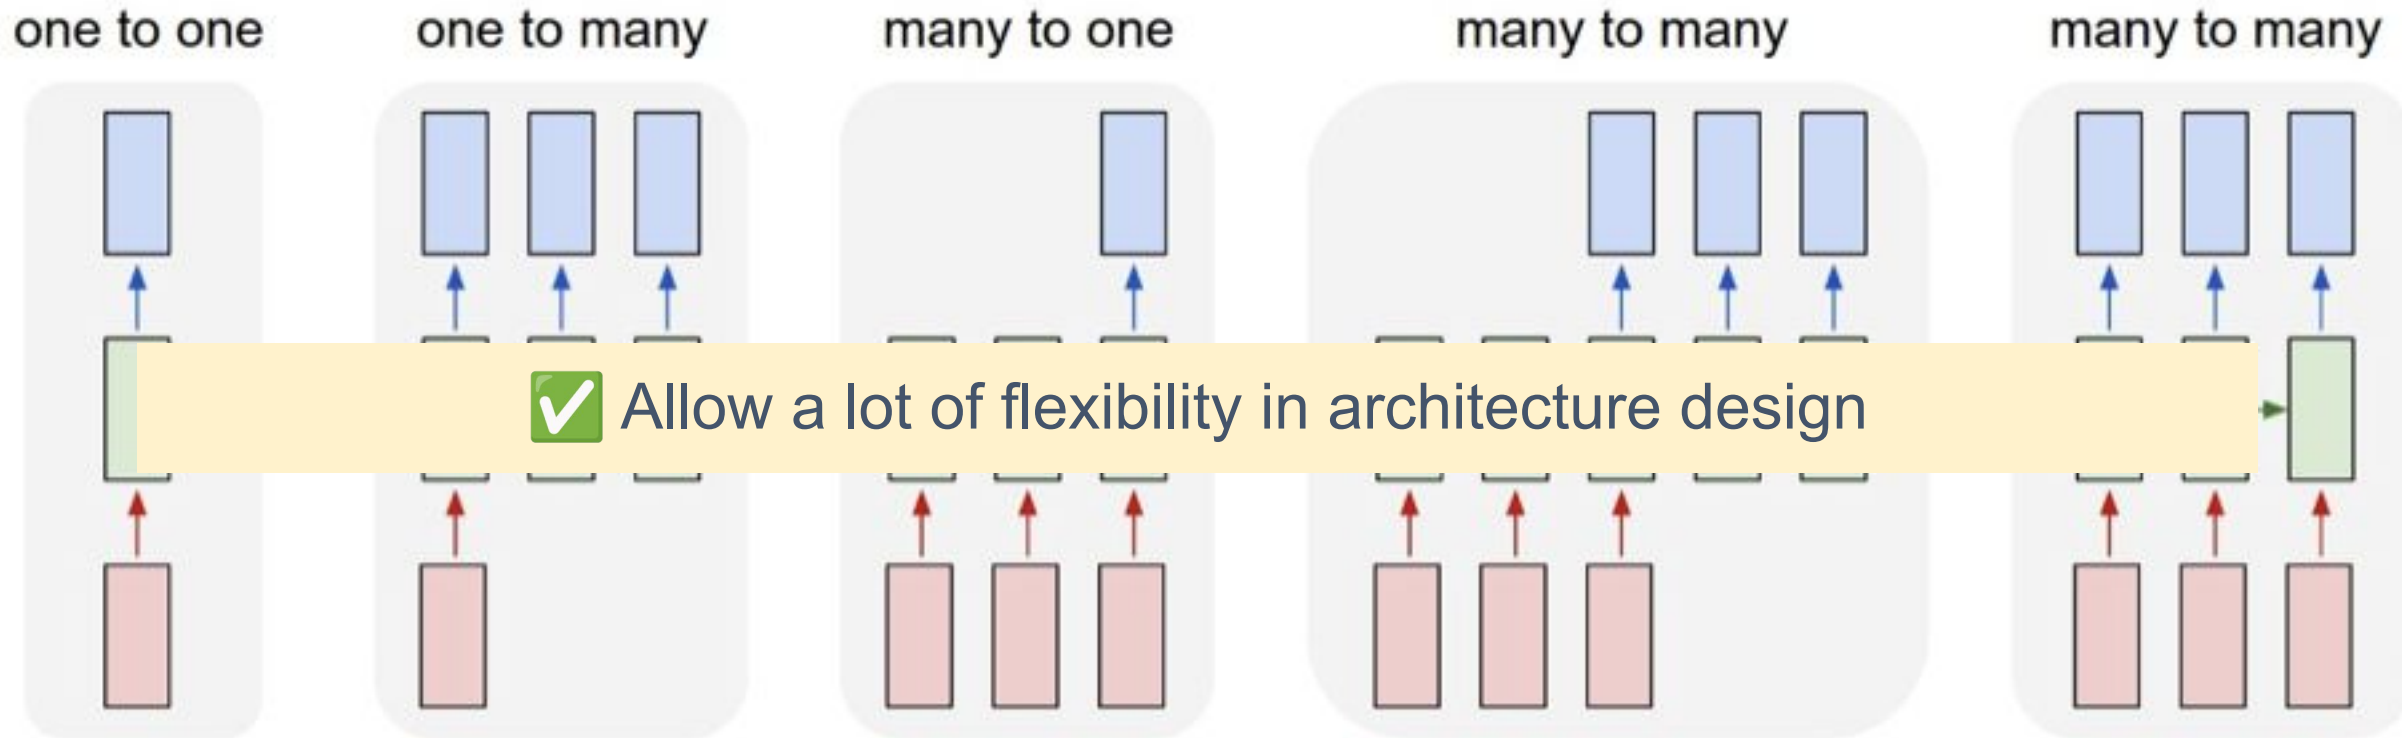 one to one
one to many
many to one
many to many
many to many
✅ Allow a lot of flexibility in architecture design